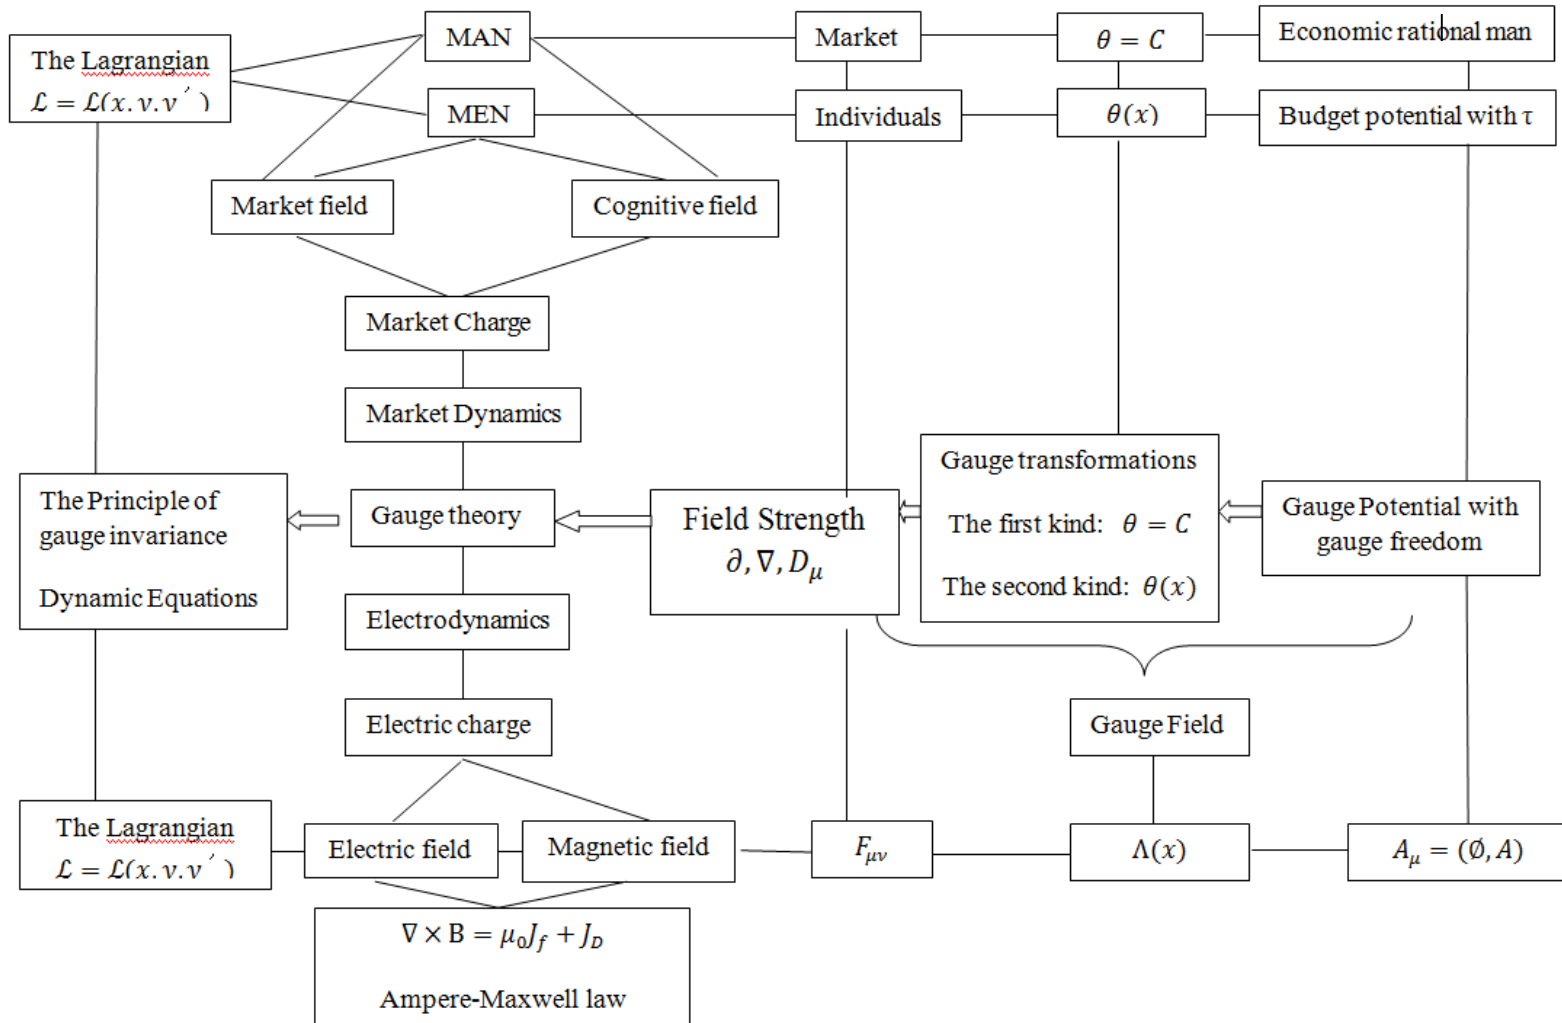 MAN
Market
θ = C
Economic rational man
The Lagrangian
ℒ = ℒ(x, v, v′)
MEN
Individuals
θ(x)
Budget potential with τ
Market field
Cognitive field
Market Charge
Market Dynamics
The Principle of
gauge invariance
Dynamic Equations
Gauge theory
Field Strength
∂, ∇, D_μ
Gauge transformations
The first kind: θ = C
The second kind: θ(x)
Gauge Potential with
gauge freedom
Electrodynamics
Electric charge
Gauge Field
The Lagrangian
ℒ = ℒ(x, v, v′)
Electric field
Magnetic field
F_μν
Λ(x)
A_μ = (∅, A)
∇ × B = μ₀J_f + J_D
Ampere-Maxwell law